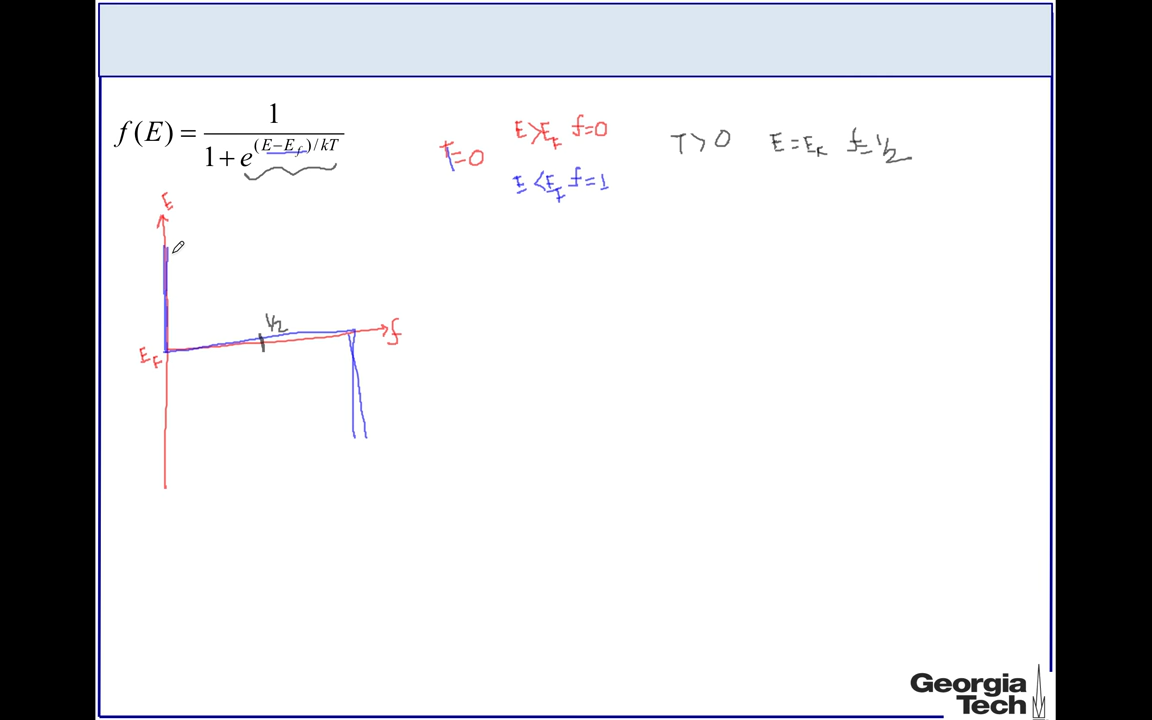 f(E) = 1 / (1 + e^((E−E_f)/kT))
T=0
E>E_F f=0
E<E_F f=1
T>0 E=E_F f=1/2
E
1/2
f
E_F
Georgia
Tech